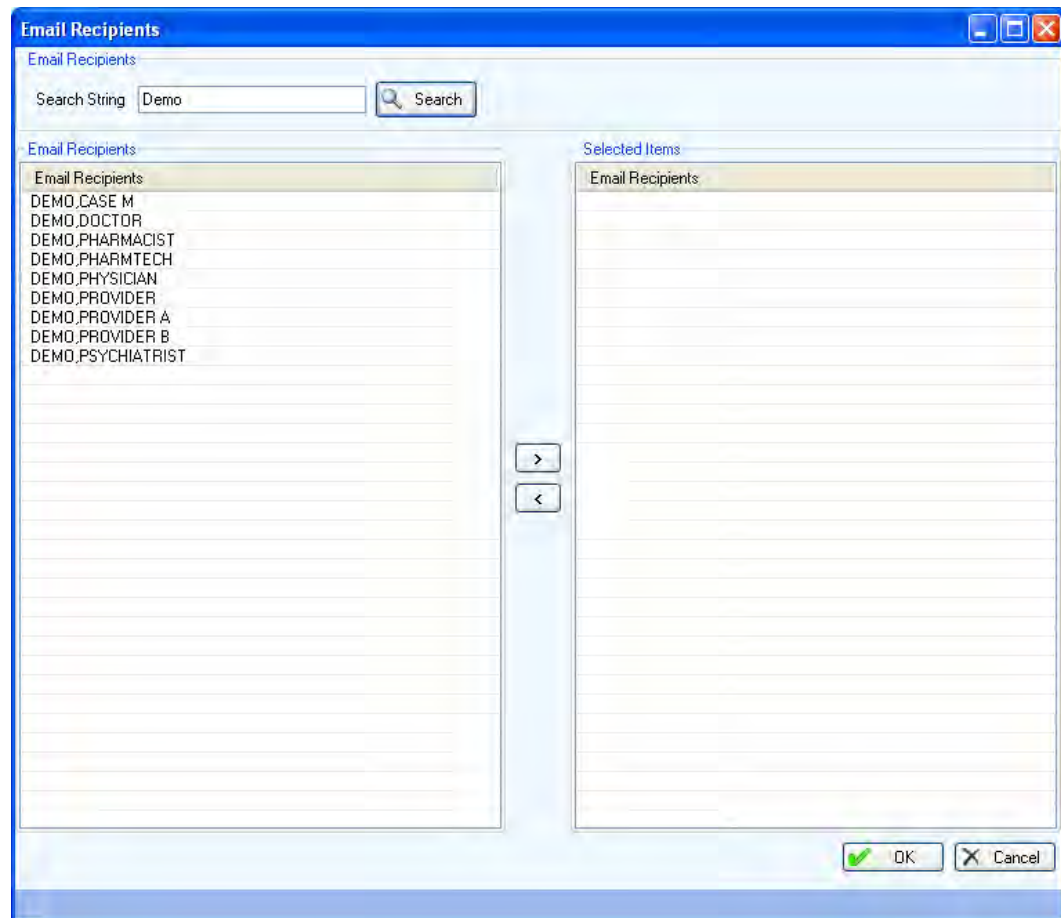 Email Recipients
Email Recipients
Search String Demo Search
Email Recipients
Email Recipients
DEMO,CASE M
DEMO,DOCTOR
DEMO,PHARMACIST
DEMO,PHARMTECH
DEMO,PHYSICIAN
DEMO,PROVIDER
DEMO,PROVIDER A
DEMO,PROVIDER B
DEMO,PSYCHIATRIST
>
<
Selected Items
Email Recipients
OK Cancel